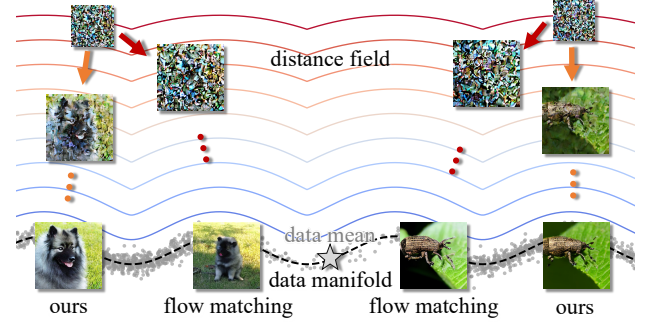 distance field
data mean
data manifold
ours
flow matching
flow matching
ours